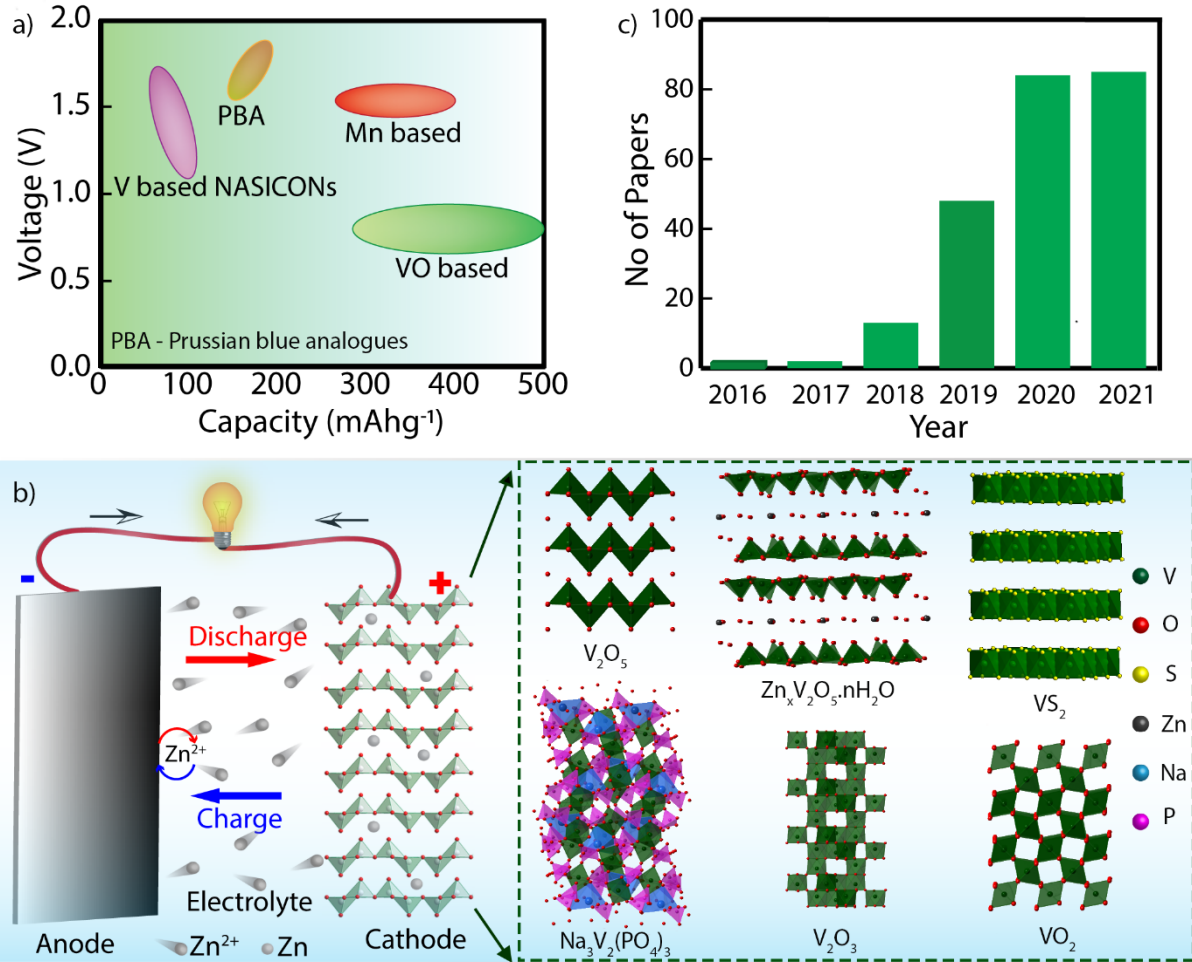 a)
2.0
1.5
1.0
0.5
0.0
Voltage (V)
PBA
Mn based
V based NASICONs
VO based
PBA - Prussian blue analogues
0
100
200
300
400
500
Capacity (mAhg⁻¹)
c)
100
80
60
40
20
0
No of Papers
2016
2017
2018
2019
2020
2021
Year
b)
-
+
Discharge
Zn²⁺
Charge
Electrolyte
Anode
Cathode
Zn²⁺
Zn
V₂O₅
ZnₓV₂O₅.nH₂O
VS₂
Na₃V₂(PO₄)₃
V₂O₃
VO₂
V
O
S
Zn
Na
P